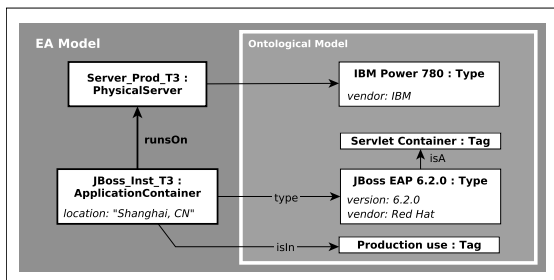 EA Model
Ontological Model
Server_Prod_T3 :
PhysicalServer
IBM Power 780 : Type
vendor: IBM
runsOn
Servlet Container : Tag
isA
JBoss_Inst_T3 :
ApplicationContainer
location: "Shanghai, CN"
type
JBoss EAP 6.2.0 : Type
version: 6.2.0
vendor: Red Hat
isIn
Production use : Tag